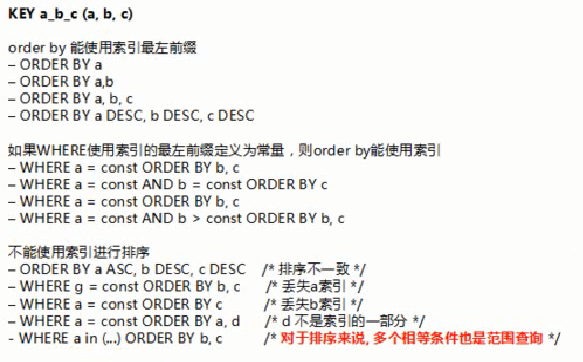 KEY a_b_c (a, b, c)
order by 能使用索引最左前缀
– ORDER BY a
– ORDER BY a,b
– ORDER BY a, b, c
– ORDER BY a DESC, b DESC, c DESC
如果WHERE使用索引的最左前缀定义为常量，则order by能使用索引
– WHERE a = const ORDER BY b, c
– WHERE a = const AND b = const ORDER BY c
– WHERE a = const ORDER BY b, c
– WHERE a = const AND b > const ORDER BY b, c
不能使用索引进行排序
– ORDER BY a ASC, b DESC, c DESC /* 排序不一致 */
– WHERE g = const ORDER BY b, c /* 丢失a索引 */
– WHERE a = const ORDER BY c /* 丢失b索引 */
– WHERE a = const ORDER BY a, d /* d 不是索引的一部分 */
- WHERE a in (...) ORDER BY b, c /* 对于排序来说, 多个相等条件也是范围查询 */